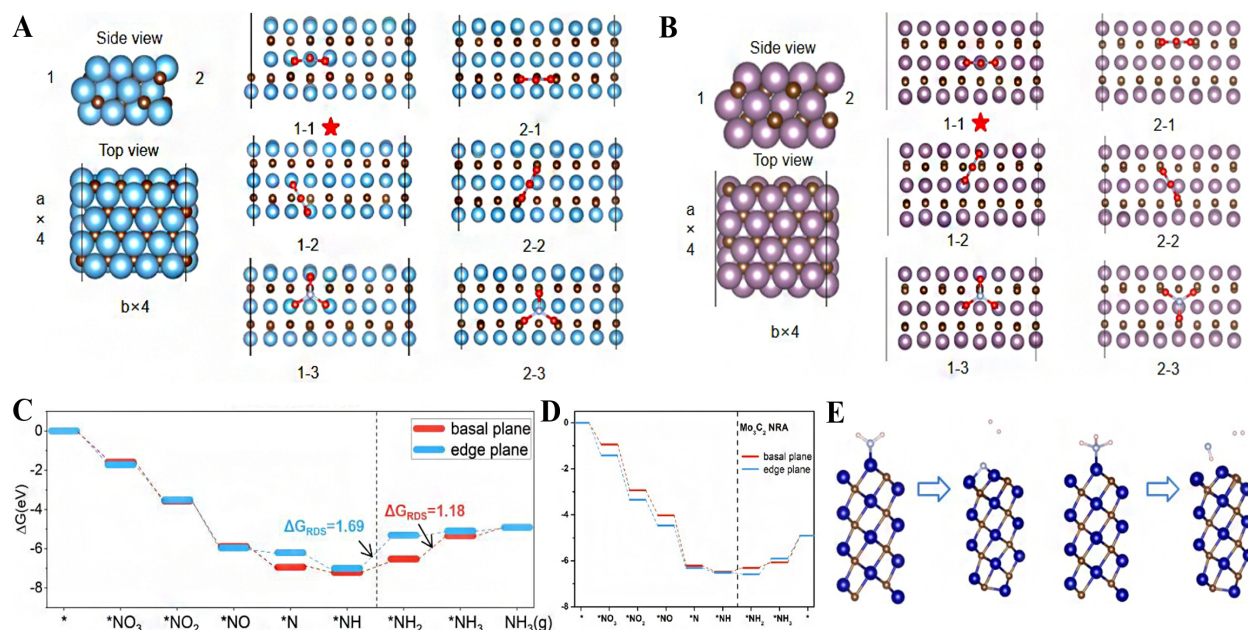 A
Side view
1
2
Top view
a
×
4
b×4
1-1
2-1
1-2
2-2
1-3
2-3
B
Side view
1
2
Top view
a
×
4
b×4
1-1
2-1
1-2
2-2
1-3
2-3
C
ΔG(eV)
0
-2
-4
-6
-8
basal plane
edge plane
ΔG_RDS=1.69
ΔG_RDS=1.18
* *NO₃ *NO₂ *NO *N *NH *NH₂ *NH₃ NH₃(g)
D
0
-2
-4
-6
-8
Mo₃C₂ NRA
basal plane
edge plane
* *NO₃ *NO₂ *NO *N *NH *NH₂ *NH₃ *
E